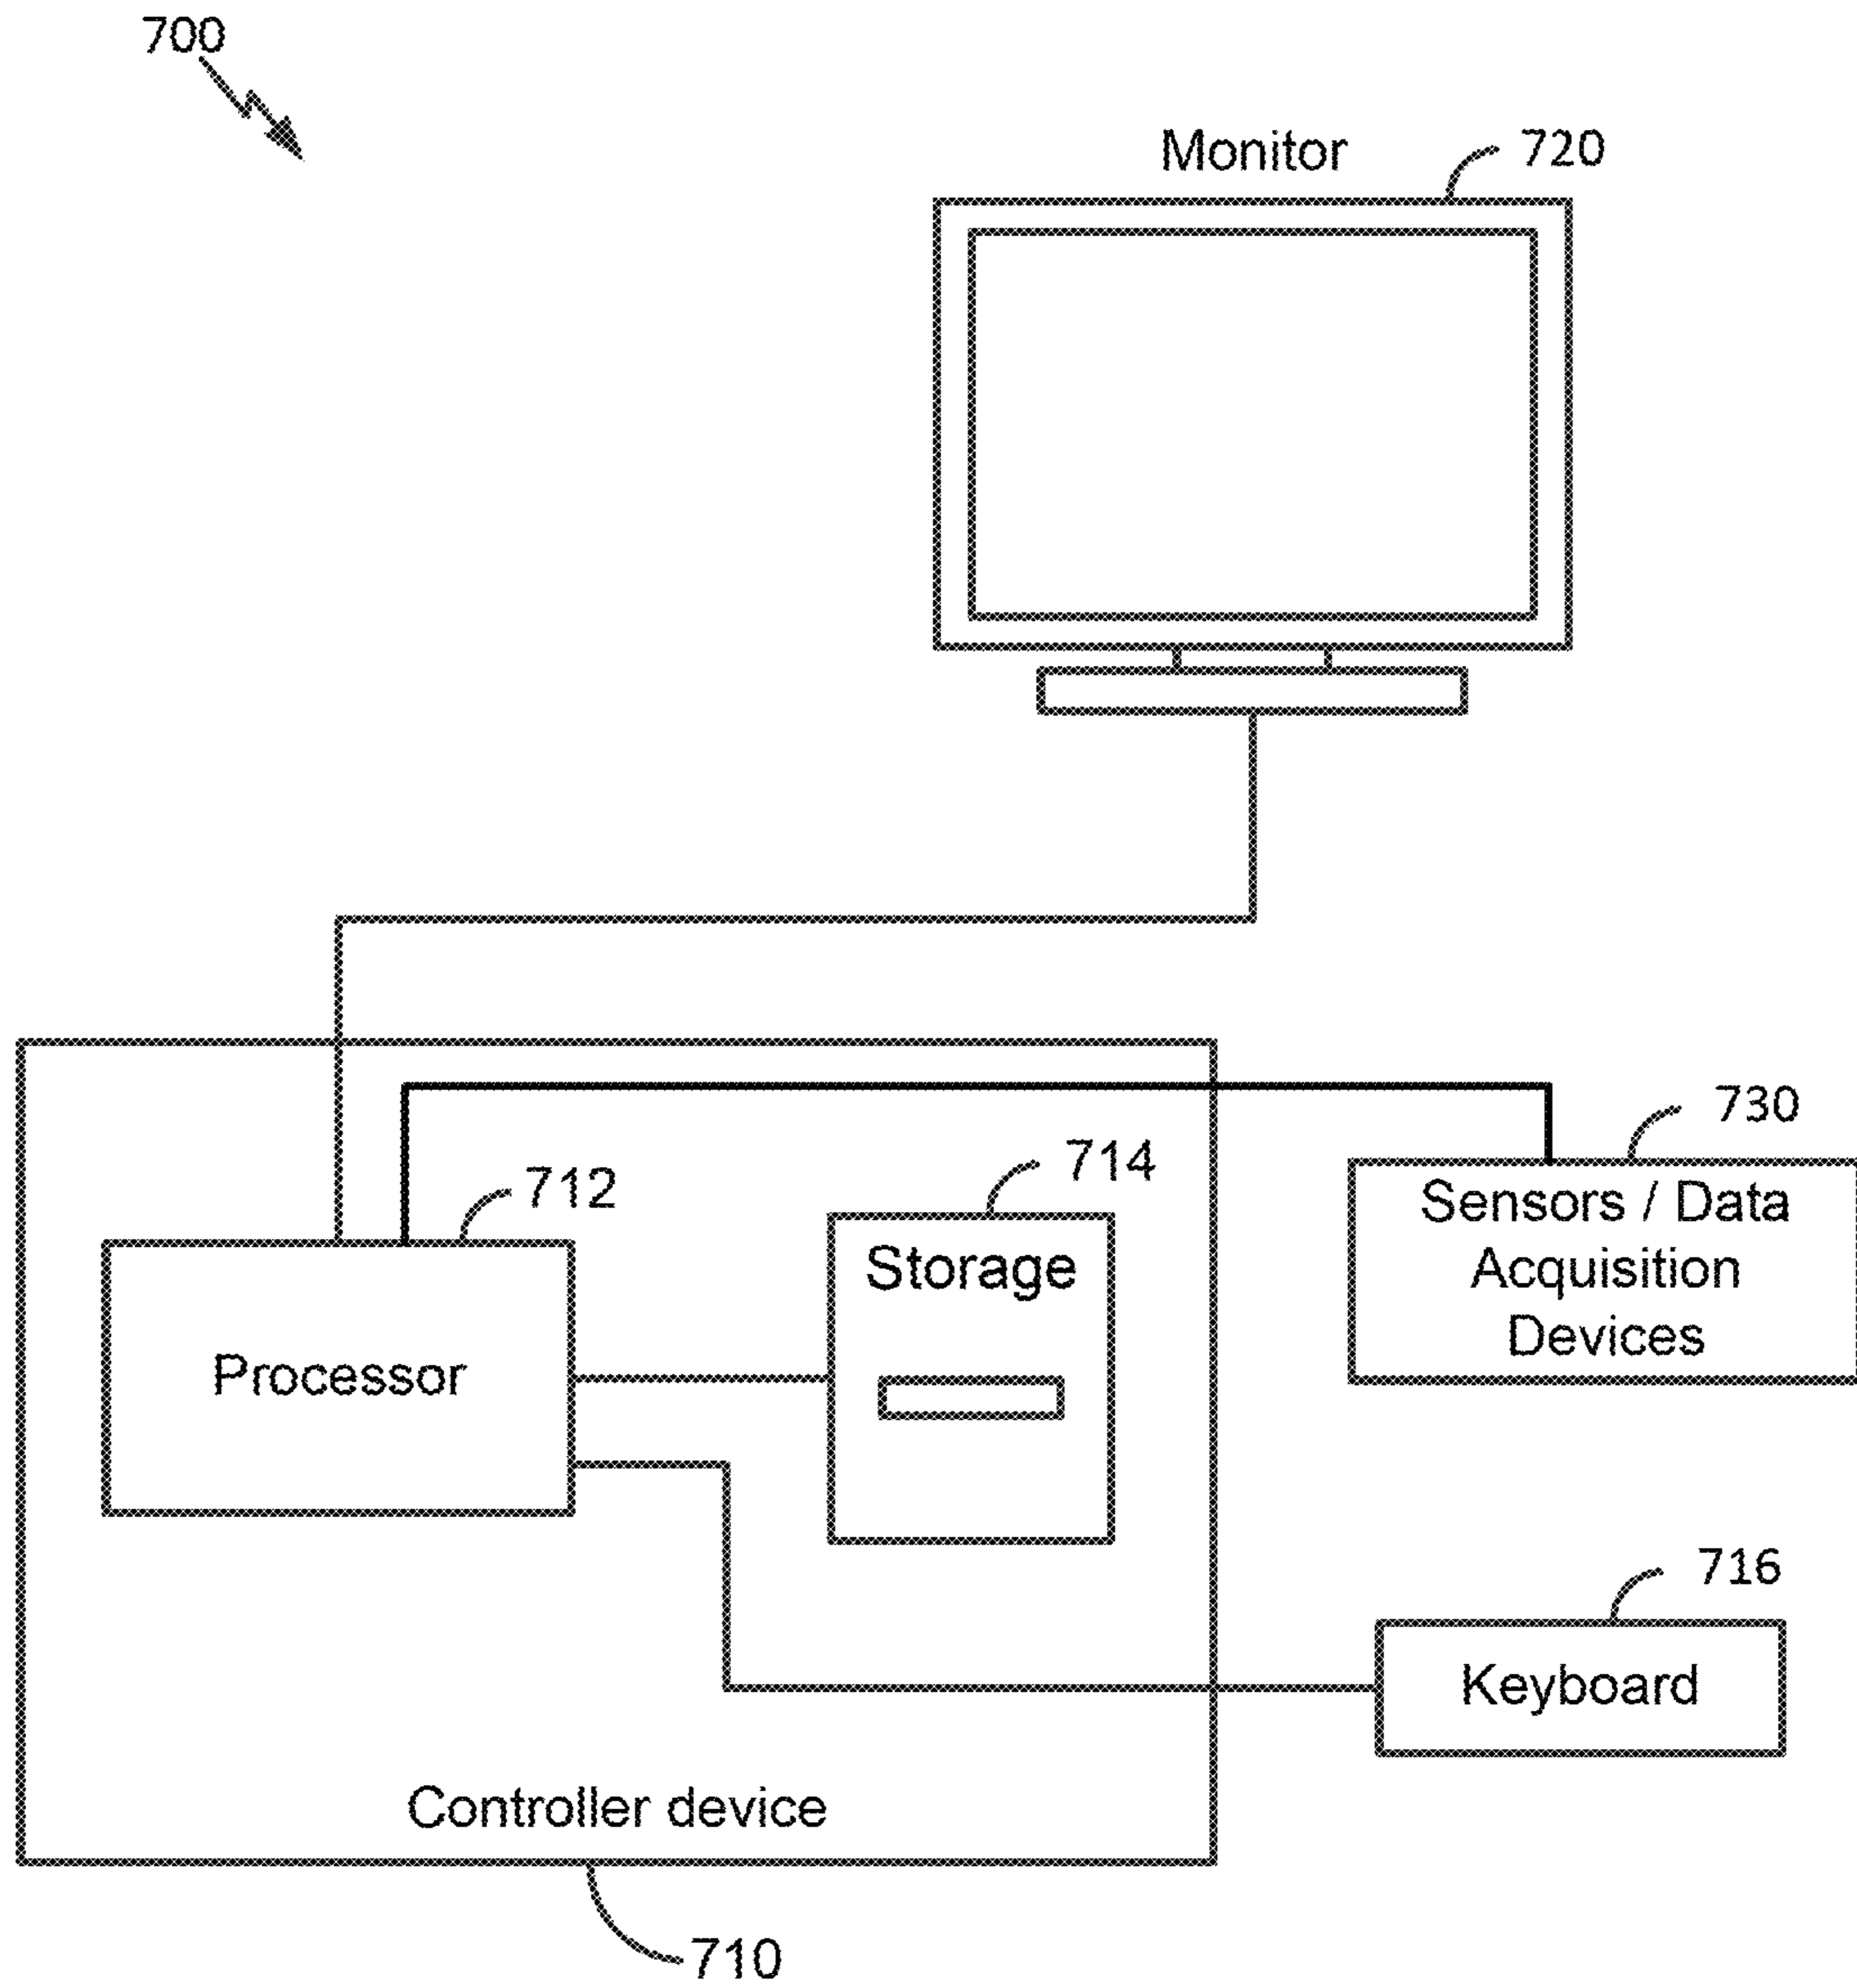 700
Monitor
720
730
714
712
Sensors / Data
Acquisition
Devices
Storage
Processor
716
Keyboard
Controller device
710